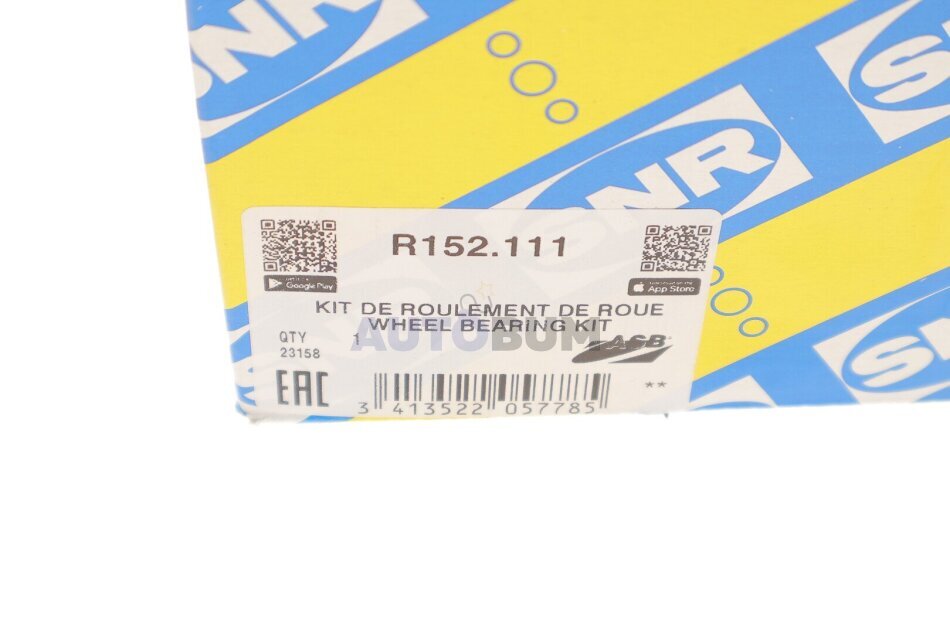 SNR
SNR
S
SNR
S
R152.111
Google Play
App Store
KIT DE ROULEMENT DE ROUE
WHEEL BEARING KIT
AUTOBUM
QTY 1
23158
ASB
EAC
**
3 413522 057785